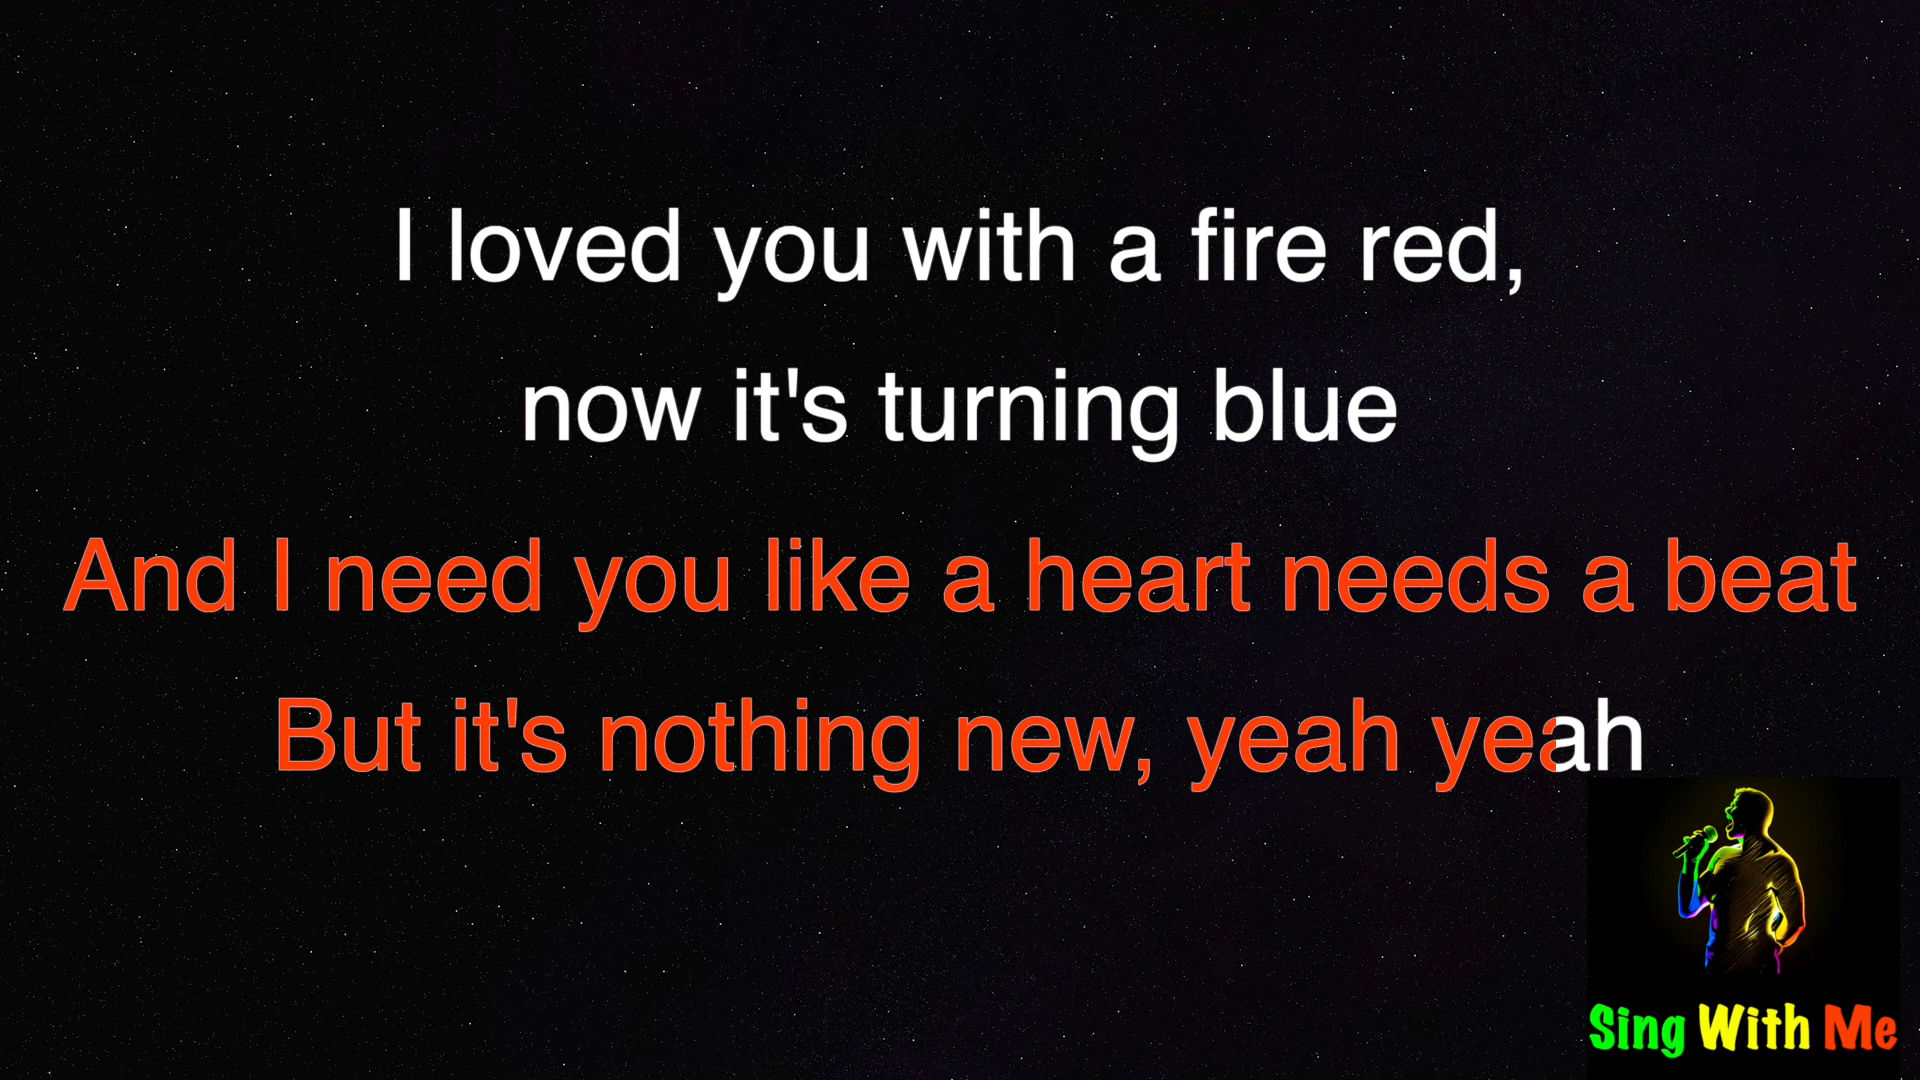 I loved you with a fire red,
now it's turning blue
And I need you like a heart needs a beat
But it's nothing new, yeah yeah
Sing With Me